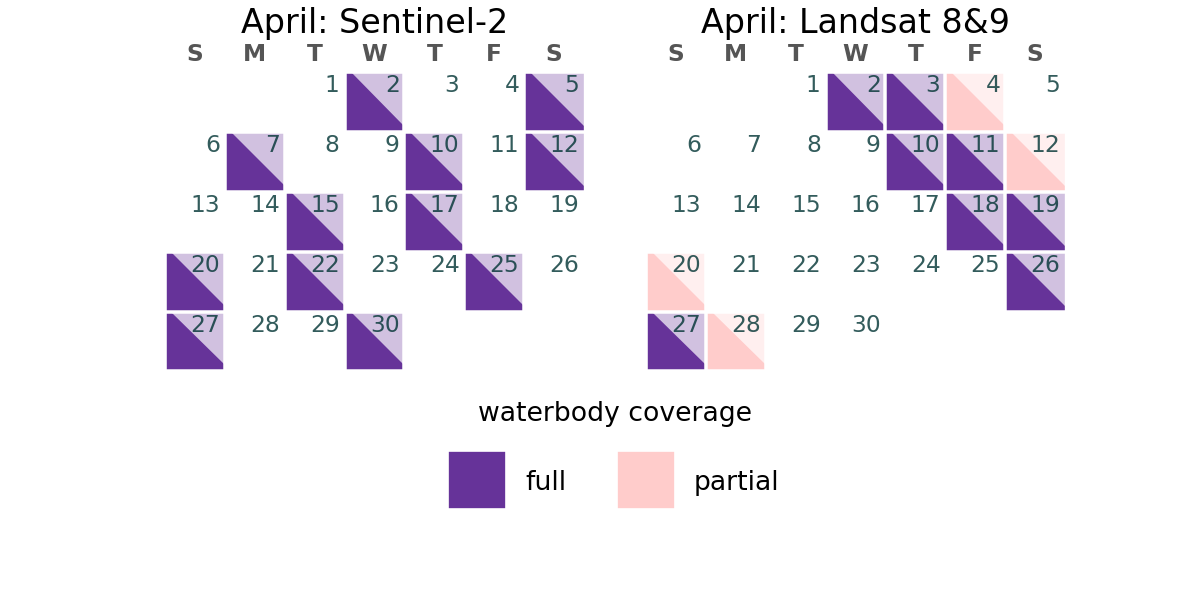 April: Sentinel-2
S M T W T F S
1 2 3 4 5
6 7 8 9 10 11 12
13 14 15 16 17 18 19
20 21 22 23 24 25 26
27 28 29 30
April: Landsat 8&9
S M T W T F S
1 2 3 4 5
6 7 8 9 10 11 12
13 14 15 16 17 18 19
20 21 22 23 24 25 26
27 28 29 30
waterbody coverage
full partial